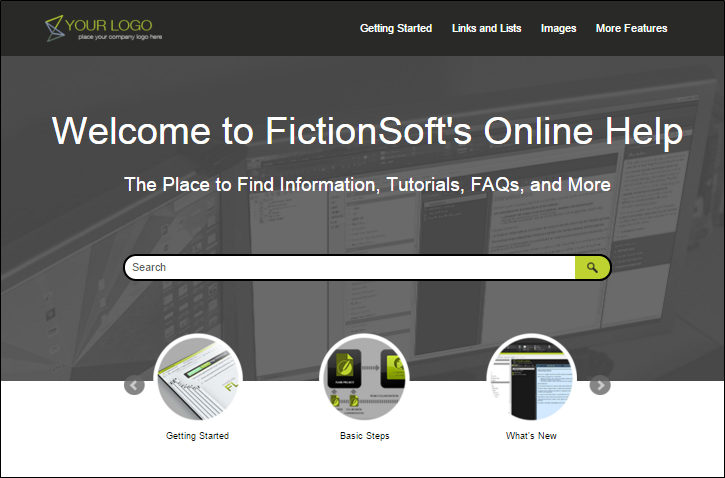 YOUR LOGO
place your company logo here
Getting Started Links and Lists Images More Features
Welcome to FictionSoft's Online Help
The Place to Find Information, Tutorials, FAQs, and More
Search
Getting Started Basic Steps What's New